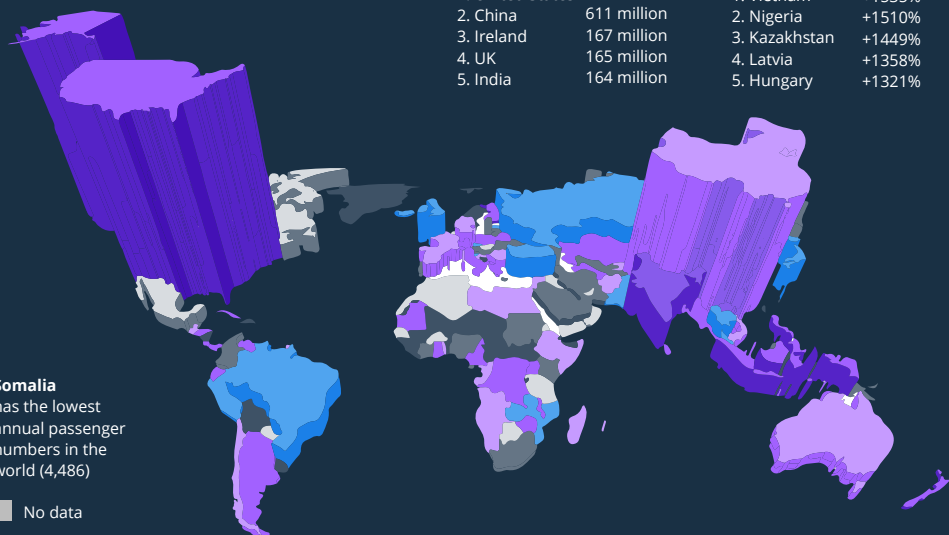 2. China 611 million
3. Ireland 167 million
4. UK 165 million
5. India 164 million
2. Nigeria +1510%
3. Kazakhstan +1449%
4. Latvia +1358%
5. Hungary +1321%
Somalia
has the lowest
annual passenger
numbers in the
world (4,486)
No data